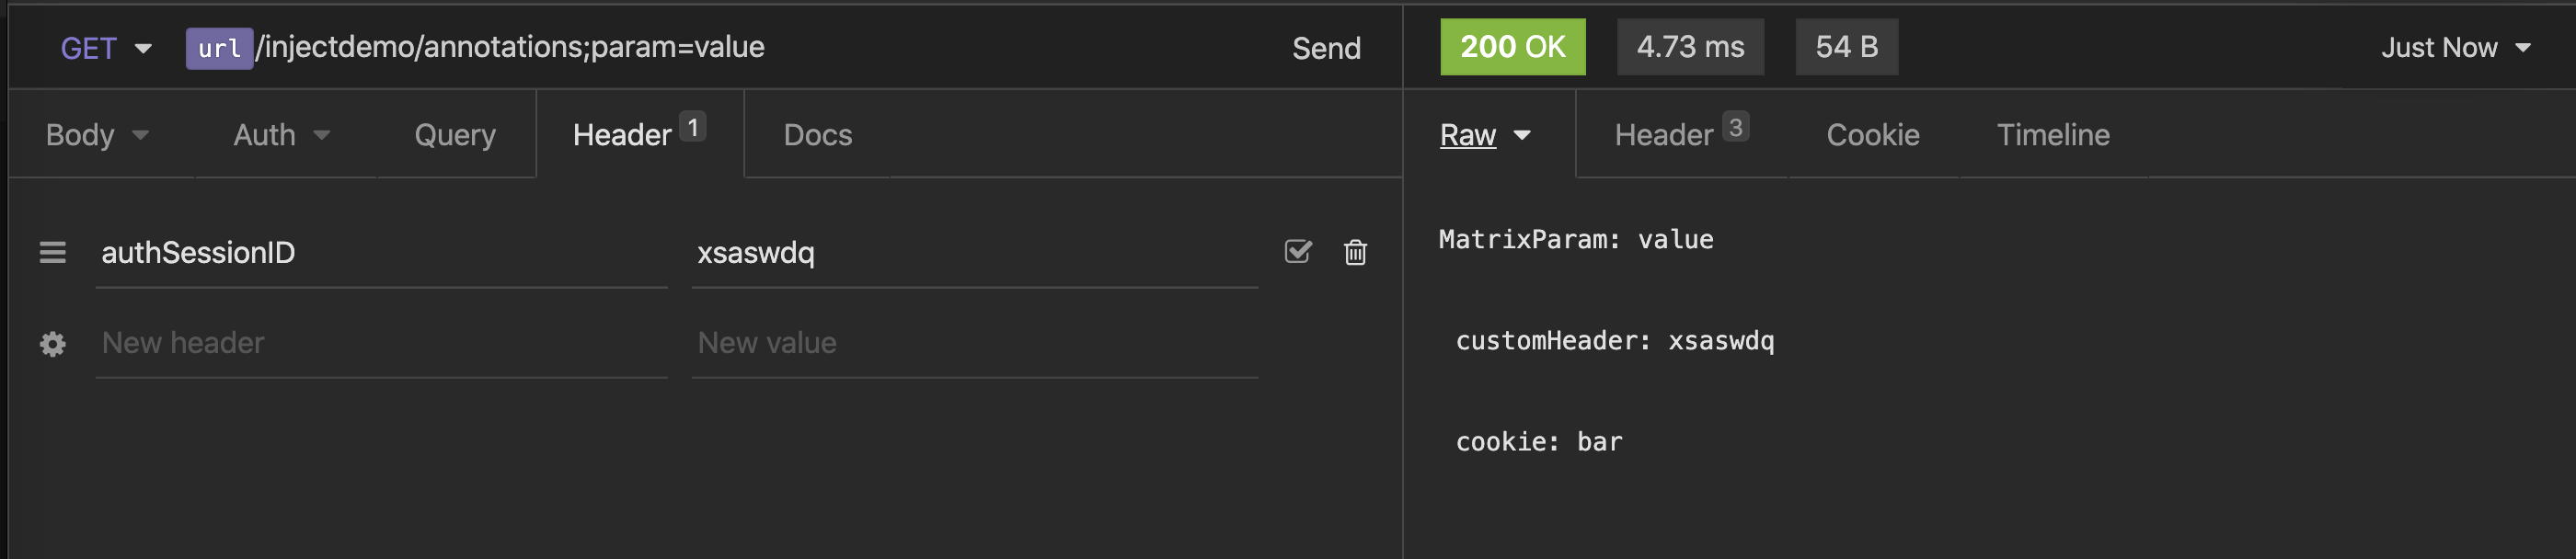 GET url/injectdemo/annotations;param=value Send
200 OK 4.73 ms 54 B Just Now
Body Auth Query Header 1 Docs
Raw Header 3 Cookie Timeline
authSessionID xsaswdq
New header New value
MatrixParam: value
customHeader: xsaswdq
cookie: bar